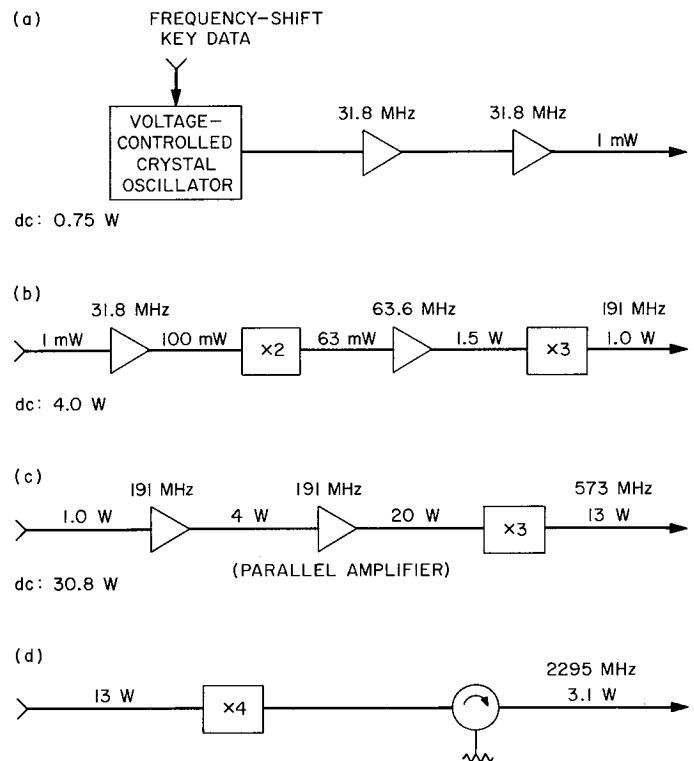 (a)
FREQUENCY-SHIFT
KEY DATA
VOLTAGE-
CONTROLLED
CRYSTAL
OSCILLATOR
31.8 MHz
31.8 MHz
1 mW
dc: 0.75 W
(b)
31.8 MHz
63.6 MHz
191 MHz
1 mW
100 mW
×2
63 mW
1.5 W
×3
1.0 W
dc: 4.0 W
(c)
191 MHz
191 MHz
573 MHz
1.0 W
4 W
20 W
×3
13 W
(PARALLEL AMPLIFIER)
dc: 30.8 W
(d)
2295 MHz
13 W
×4
3.1 W